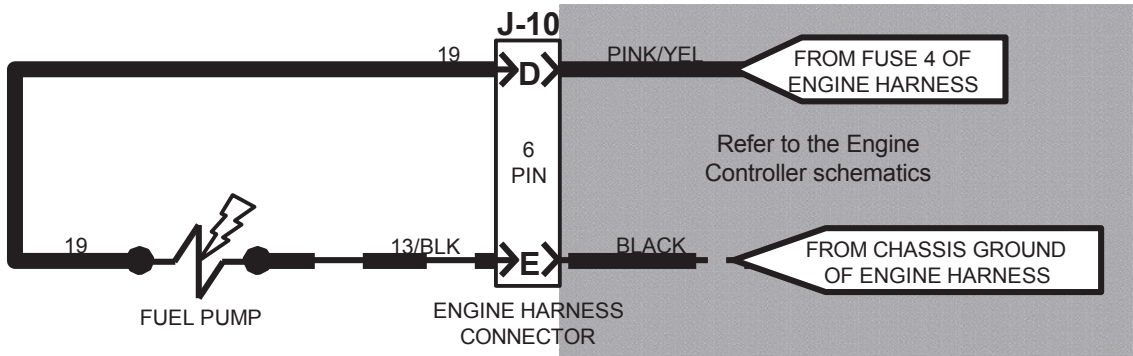 J-10
19
D
PINK/YEL
FROM FUSE 4 OF
ENGINE HARNESS
6
PIN
Refer to the Engine
Controller schematics
19
13/BLK
E
BLACK
FROM CHASSIS GROUND
OF ENGINE HARNESS
FUEL PUMP
ENGINE HARNESS
CONNECTOR